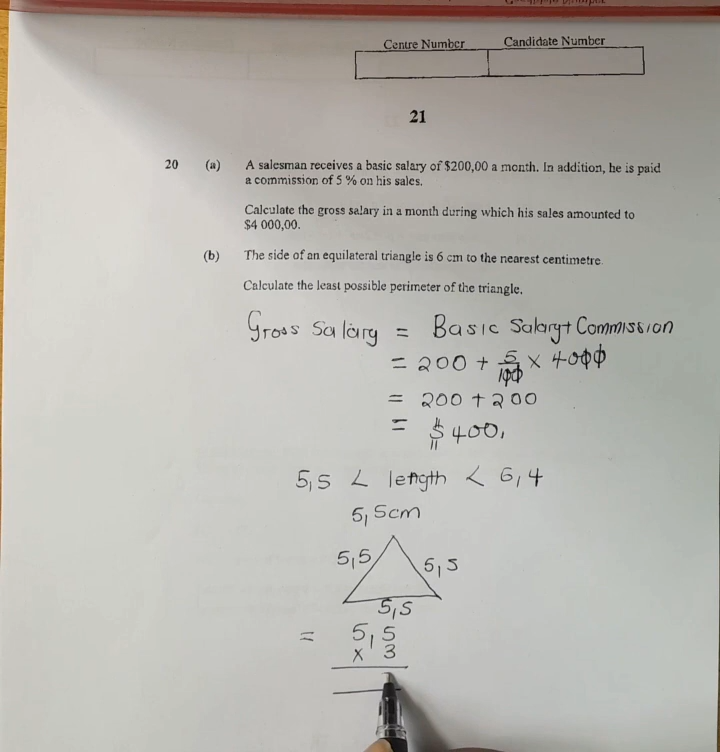 Centre Number Candidate Number
21
20 (a) A salesman receives a basic salary of $200,00 a month. In addition, he is paid
a commission of 5 % on his sales.
Calculate the gross salary in a month during which his sales amounted to
$4 000,00.
(b) The side of an equilateral triangle is 6 cm to the nearest centimetre
Calculate the least possible perimeter of the triangle.
Gross Salary = Basic Salary + Commission
= 200 + 5/100 × 4000
= 200 + 200
= $400,
5,5 < length < 6,4
5,5cm
5,5 5,5
5,5
= 5,5
× 3